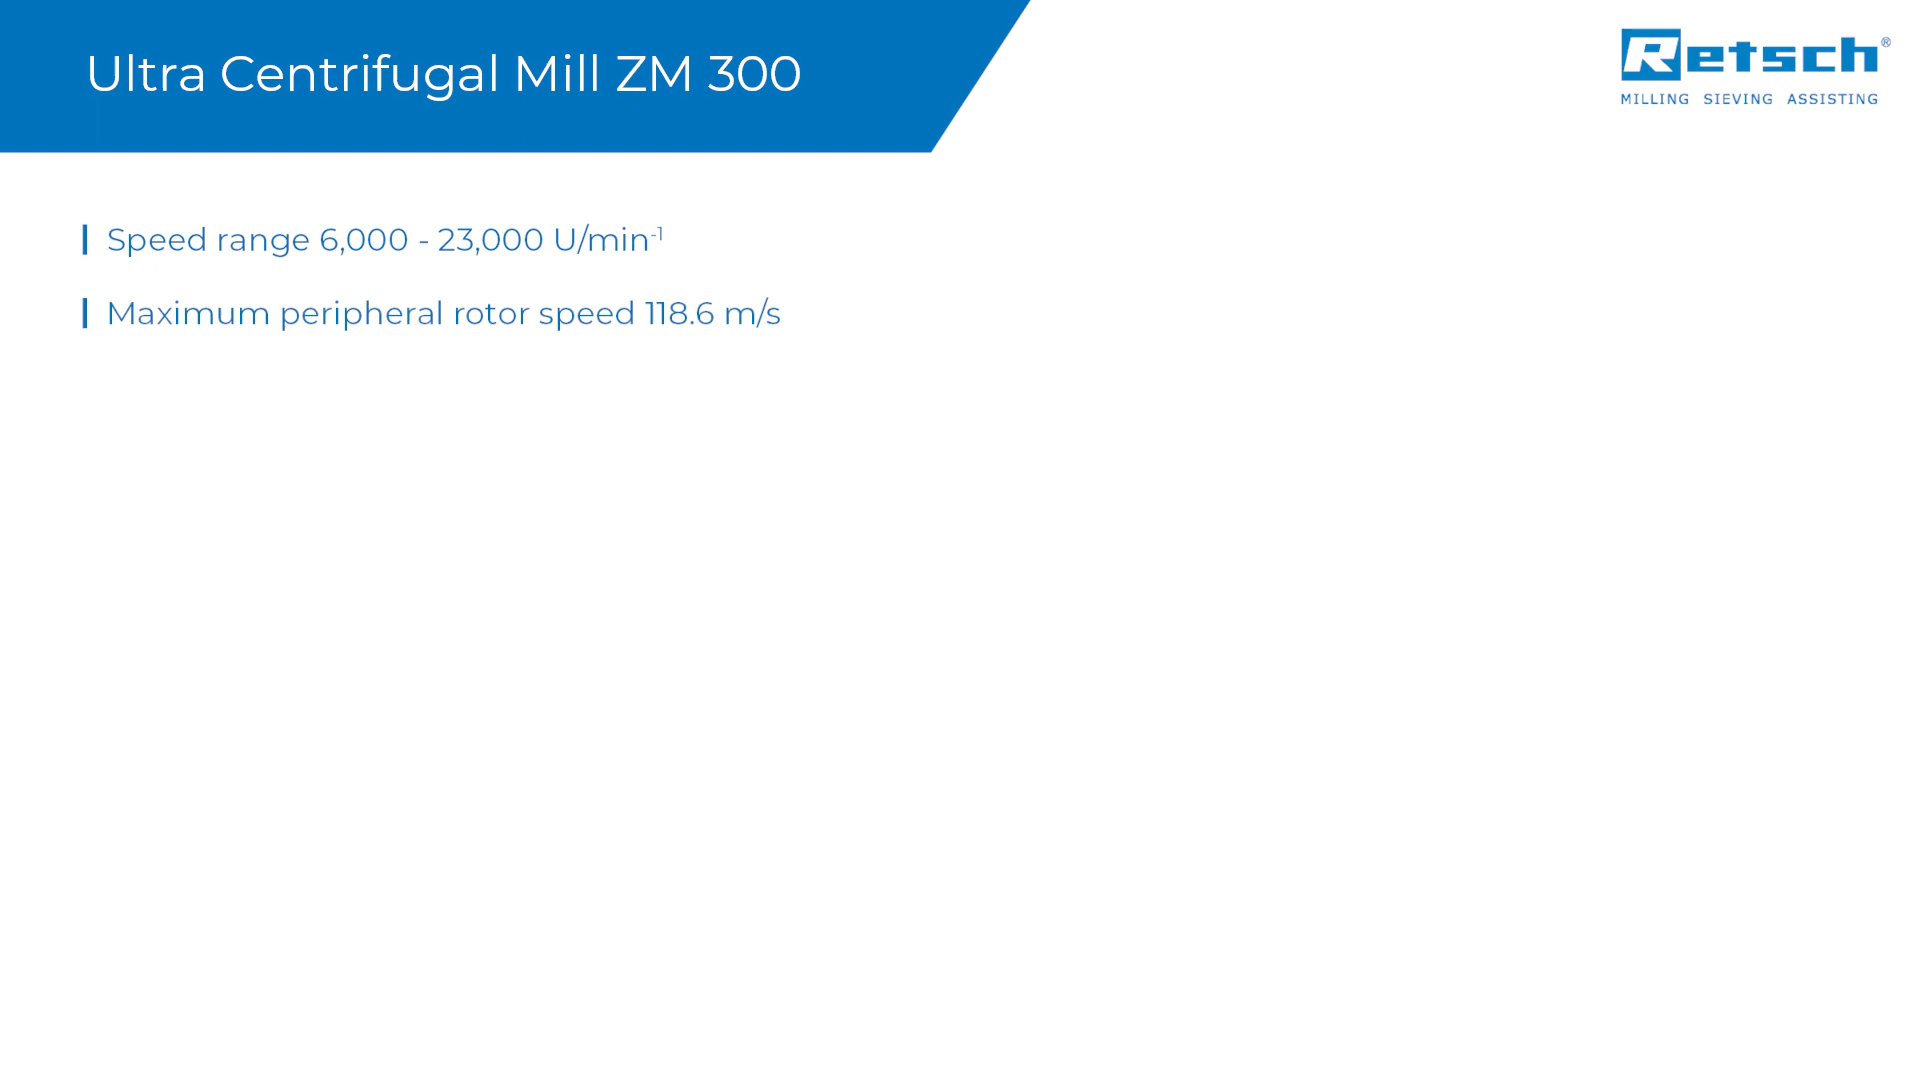 Ultra Centrifugal Mill ZM 300
Retsch®
MILLING SIEVING ASSISTING
Speed range 6,000 - 23,000 U/min⁻¹
Maximum peripheral rotor speed 118.6 m/s